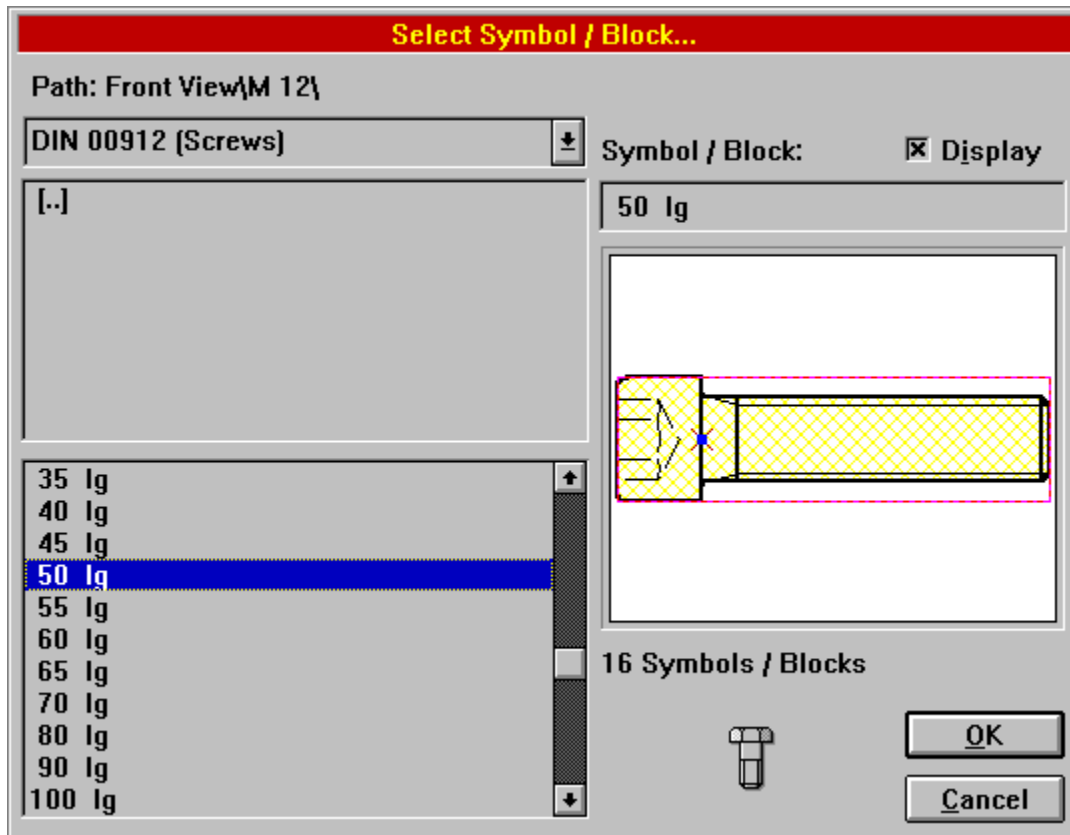 Select Symbol / Block...
Path: Front View\M 12\
DIN 00912 (Screws)
Symbol / Block:
Display
[..]
50 lg
35 lg
40 lg
45 lg
50 lg
55 lg
60 lg
65 lg
70 lg
80 lg
90 lg
100 lg
16 Symbols / Blocks
OK
Cancel